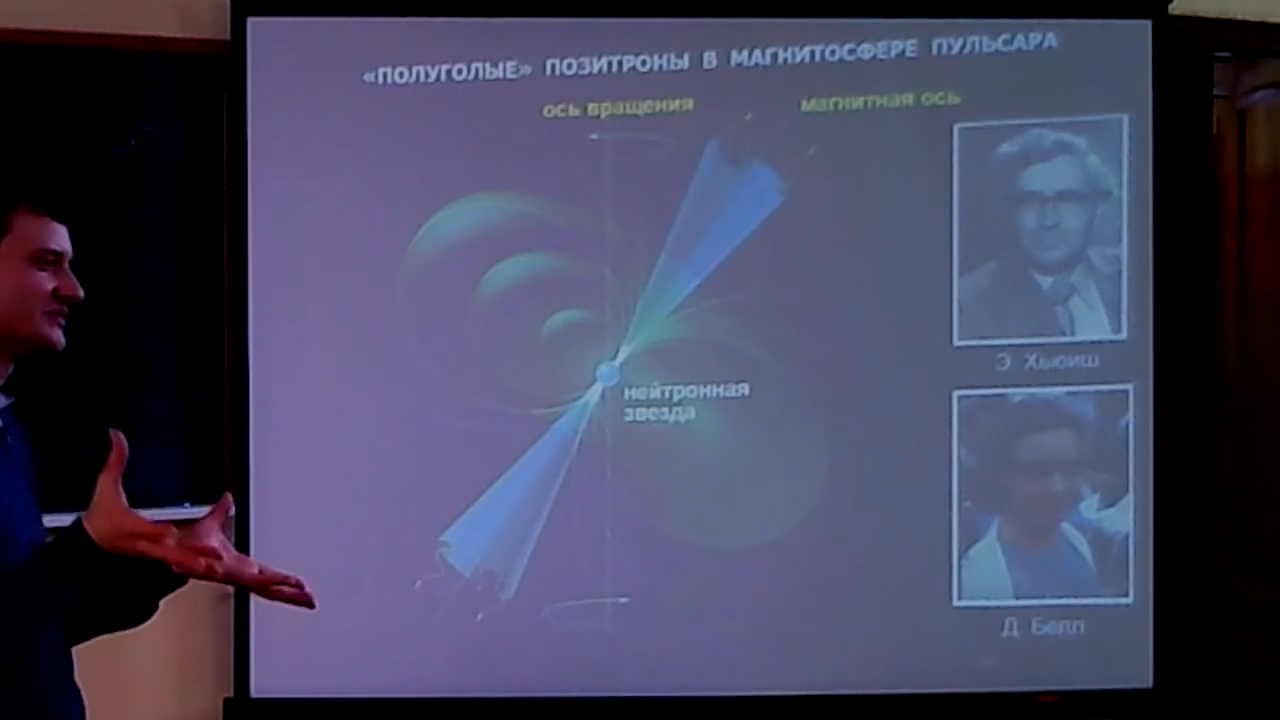 «ПОЛУГОЛЫЕ» ПОЗИТРОНЫ В МАГНИТОСФЕРЕ ПУЛЬСАРА
ось вращения
магнитная ось
нейтронная
звезда
Э. Хьюиш
Д. Белл